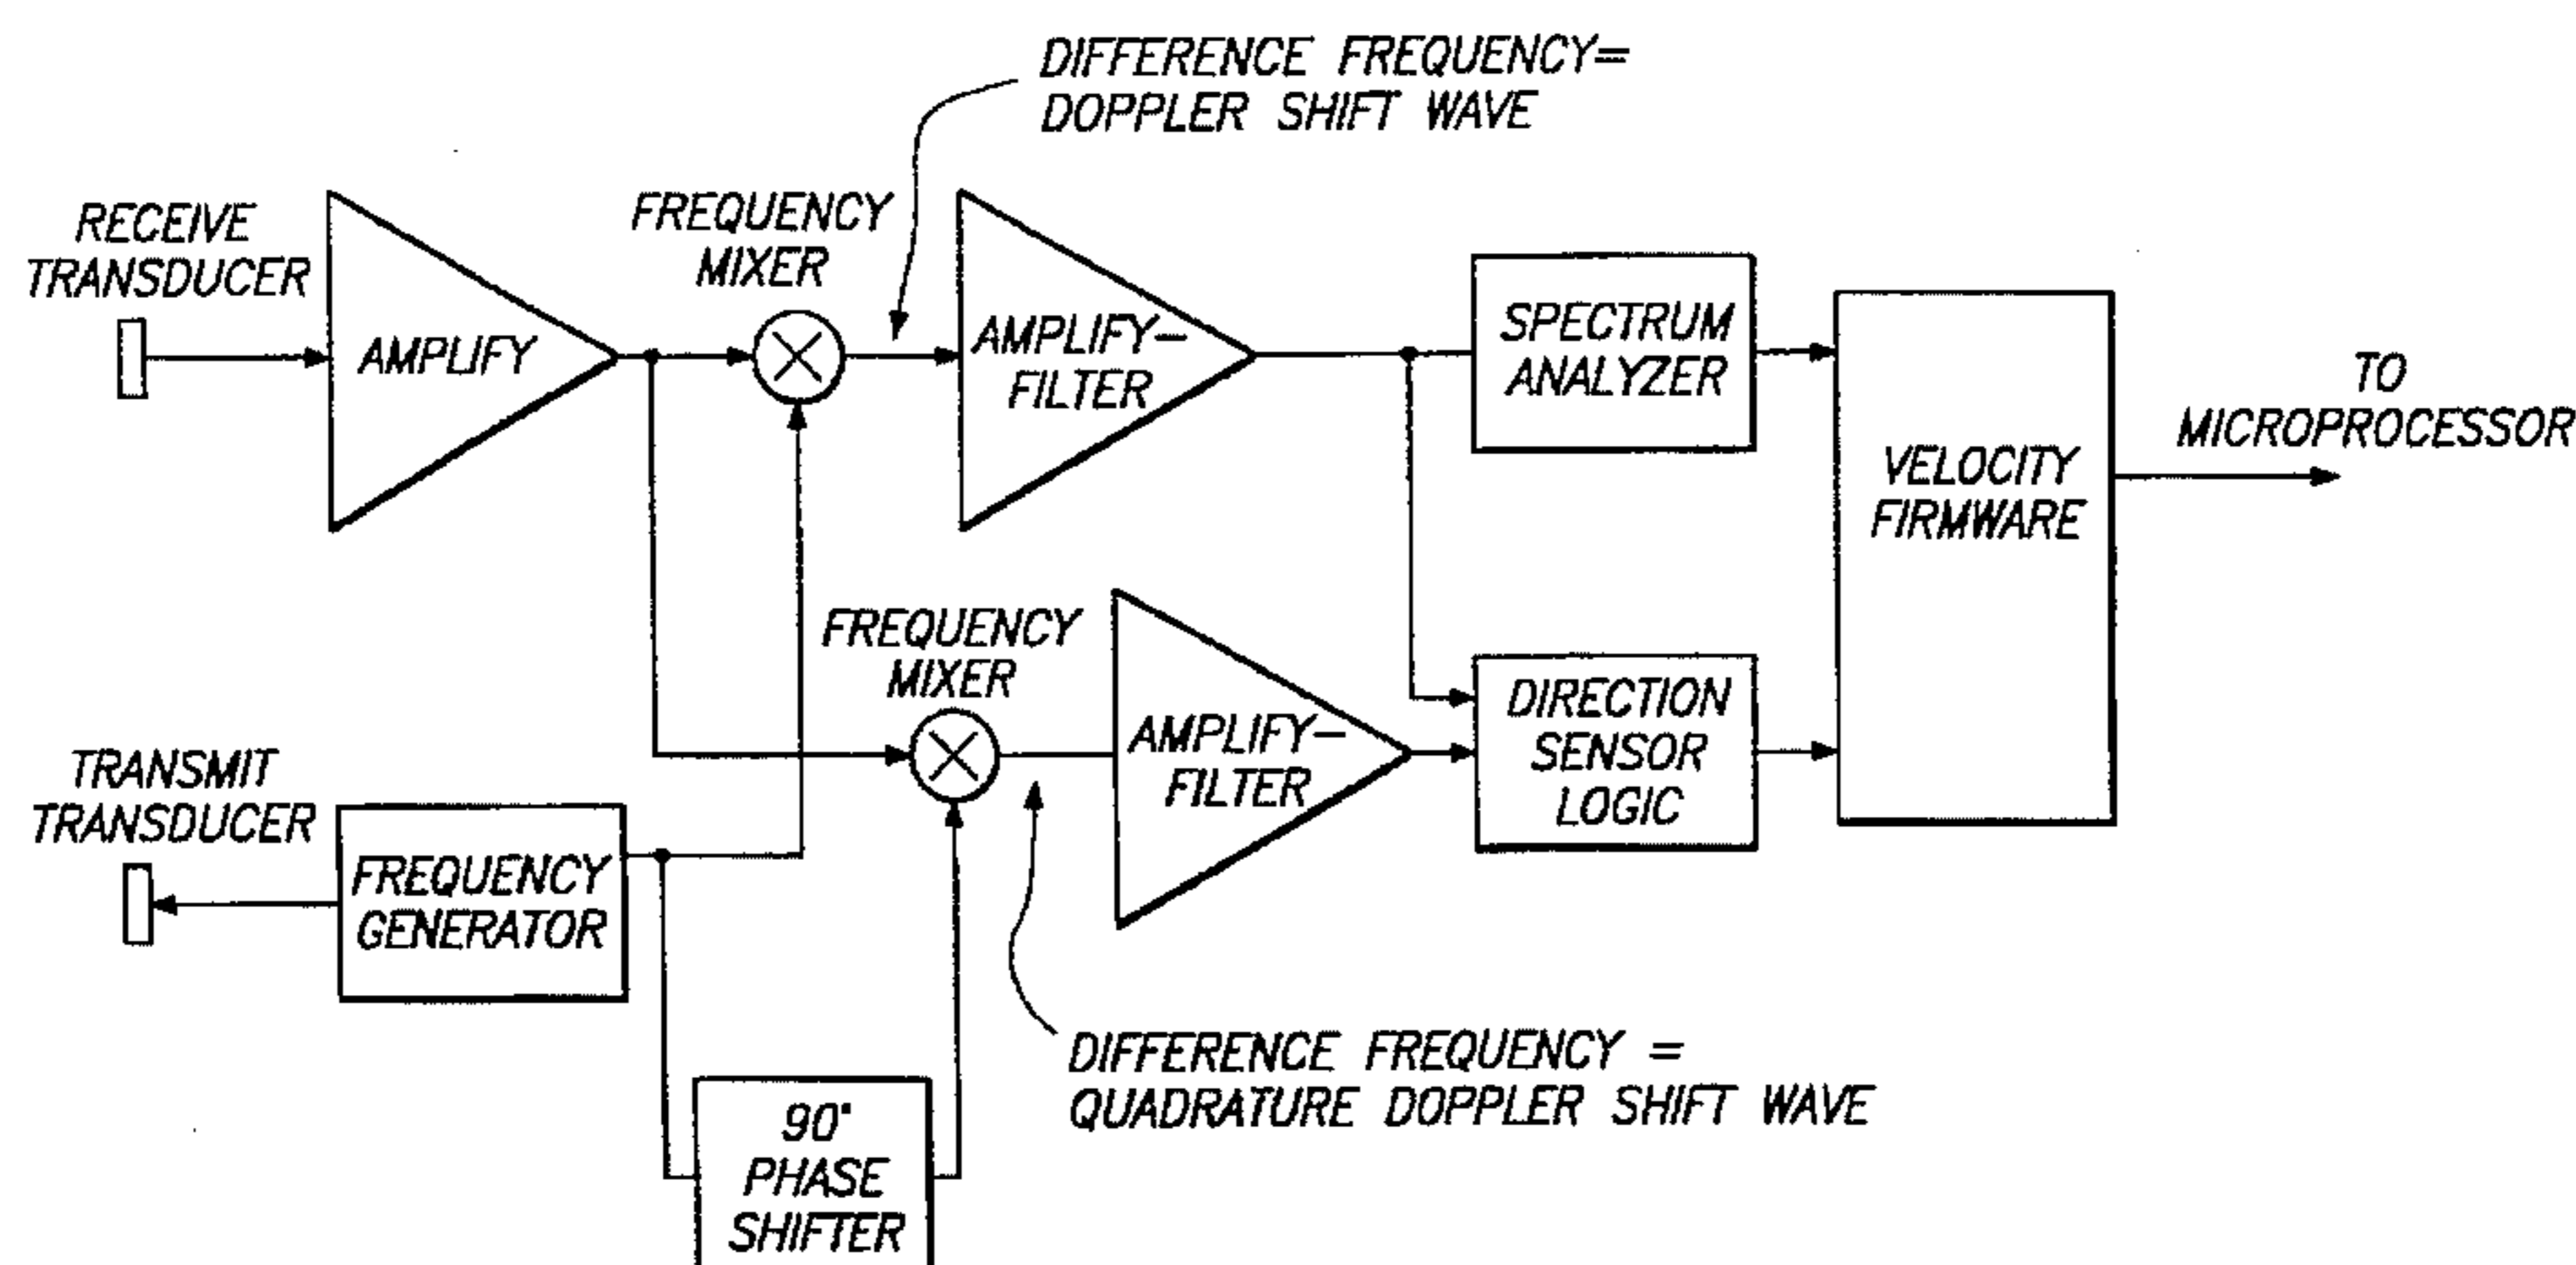 DIFFERENCE FREQUENCY=
DOPPLER SHIFT WAVE
RECEIVE
TRANSDUCER
FREQUENCY
MIXER
AMPLIFY
AMPLIFY-
FILTER
SPECTRUM
ANALYZER
VELOCITY
FIRMWARE
TO
MICROPROCESSOR
FREQUENCY
MIXER
AMPLIFY-
FILTER
DIRECTION
SENSOR
LOGIC
TRANSMIT
TRANSDUCER
FREQUENCY
GENERATOR
DIFFERENCE FREQUENCY =
QUADRATURE DOPPLER SHIFT WAVE
90°
PHASE
SHIFTER